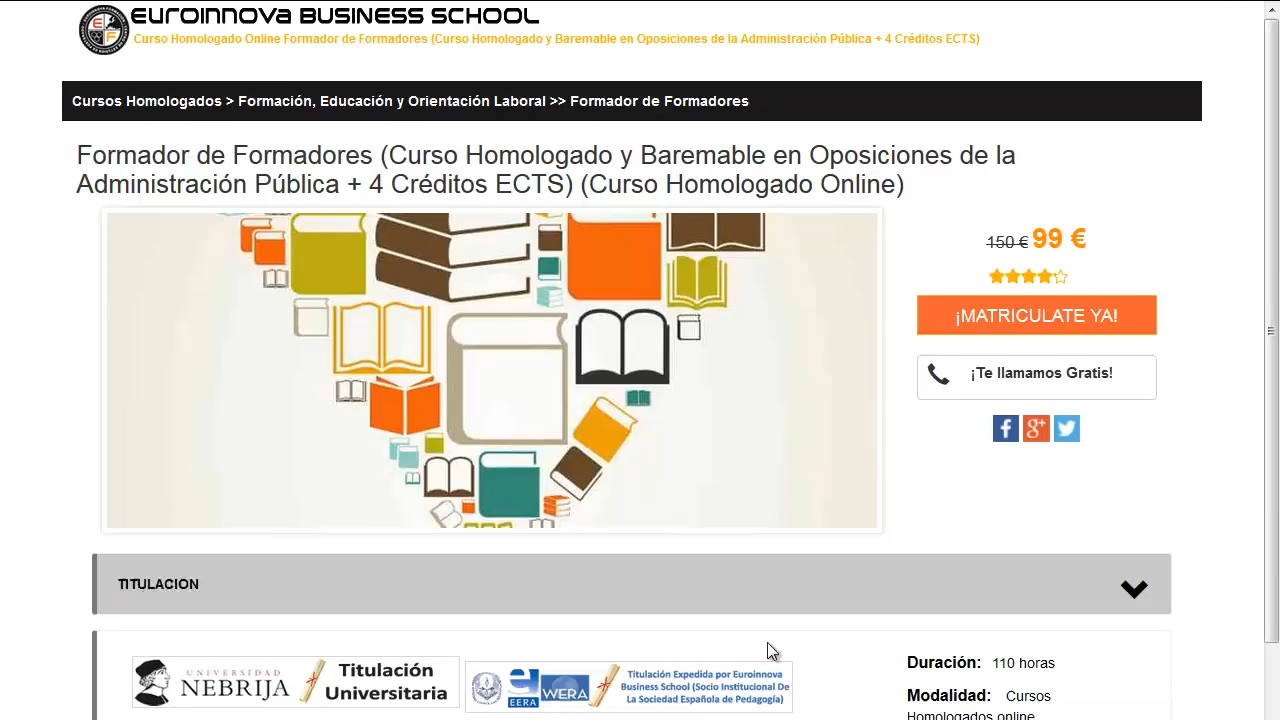 EUROINNOVA BUSINESS SCHOOL
Curso Homologado Online Formador de Formadores (Curso Homologado y Baremable en Oposiciones de la Administración Pública + 4 Créditos ECTS)
Cursos Homologados > Formación, Educación y Orientación Laboral >> Formador de Formadores
Formador de Formadores (Curso Homologado y Baremable en Oposiciones de la
Administración Pública + 4 Créditos ECTS) (Curso Homologado Online)
150 € 99 €
¡MATRICULATE YA!
¡Te llamamos Gratis!
TITULACION
UNIVERSIDAD
NEBRIJA
Titulación
Universitaria
EERA
WERA
Titulación Expedida por Euroinnova
Business School (Socio Institucional De
La Sociedad Española de Pedagogía)
Duración: 110 horas
Modalidad: Cursos
Homologados online